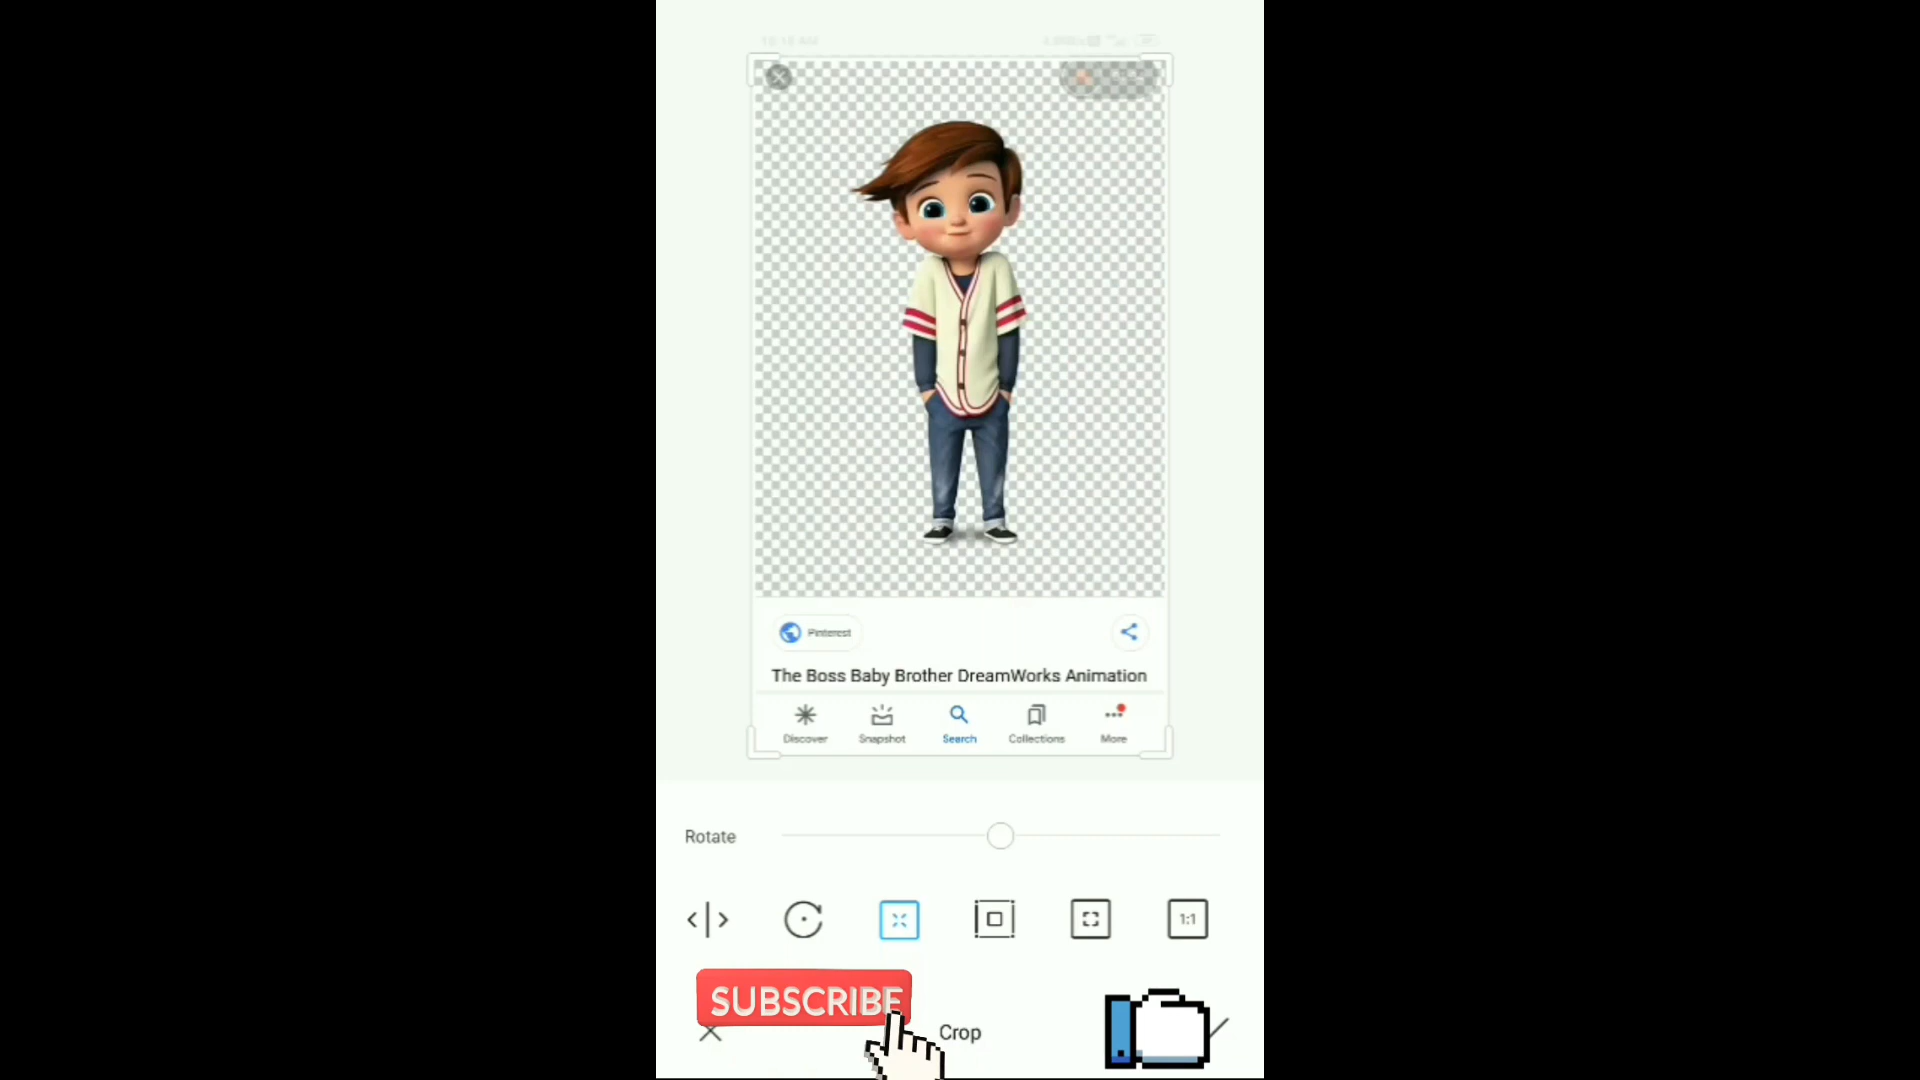 Pinterest
The Boss Baby Brother DreamWorks Animation
Discover Snapshot Search Collections More
Rotate
1:1
SUBSCRIBE
Crop